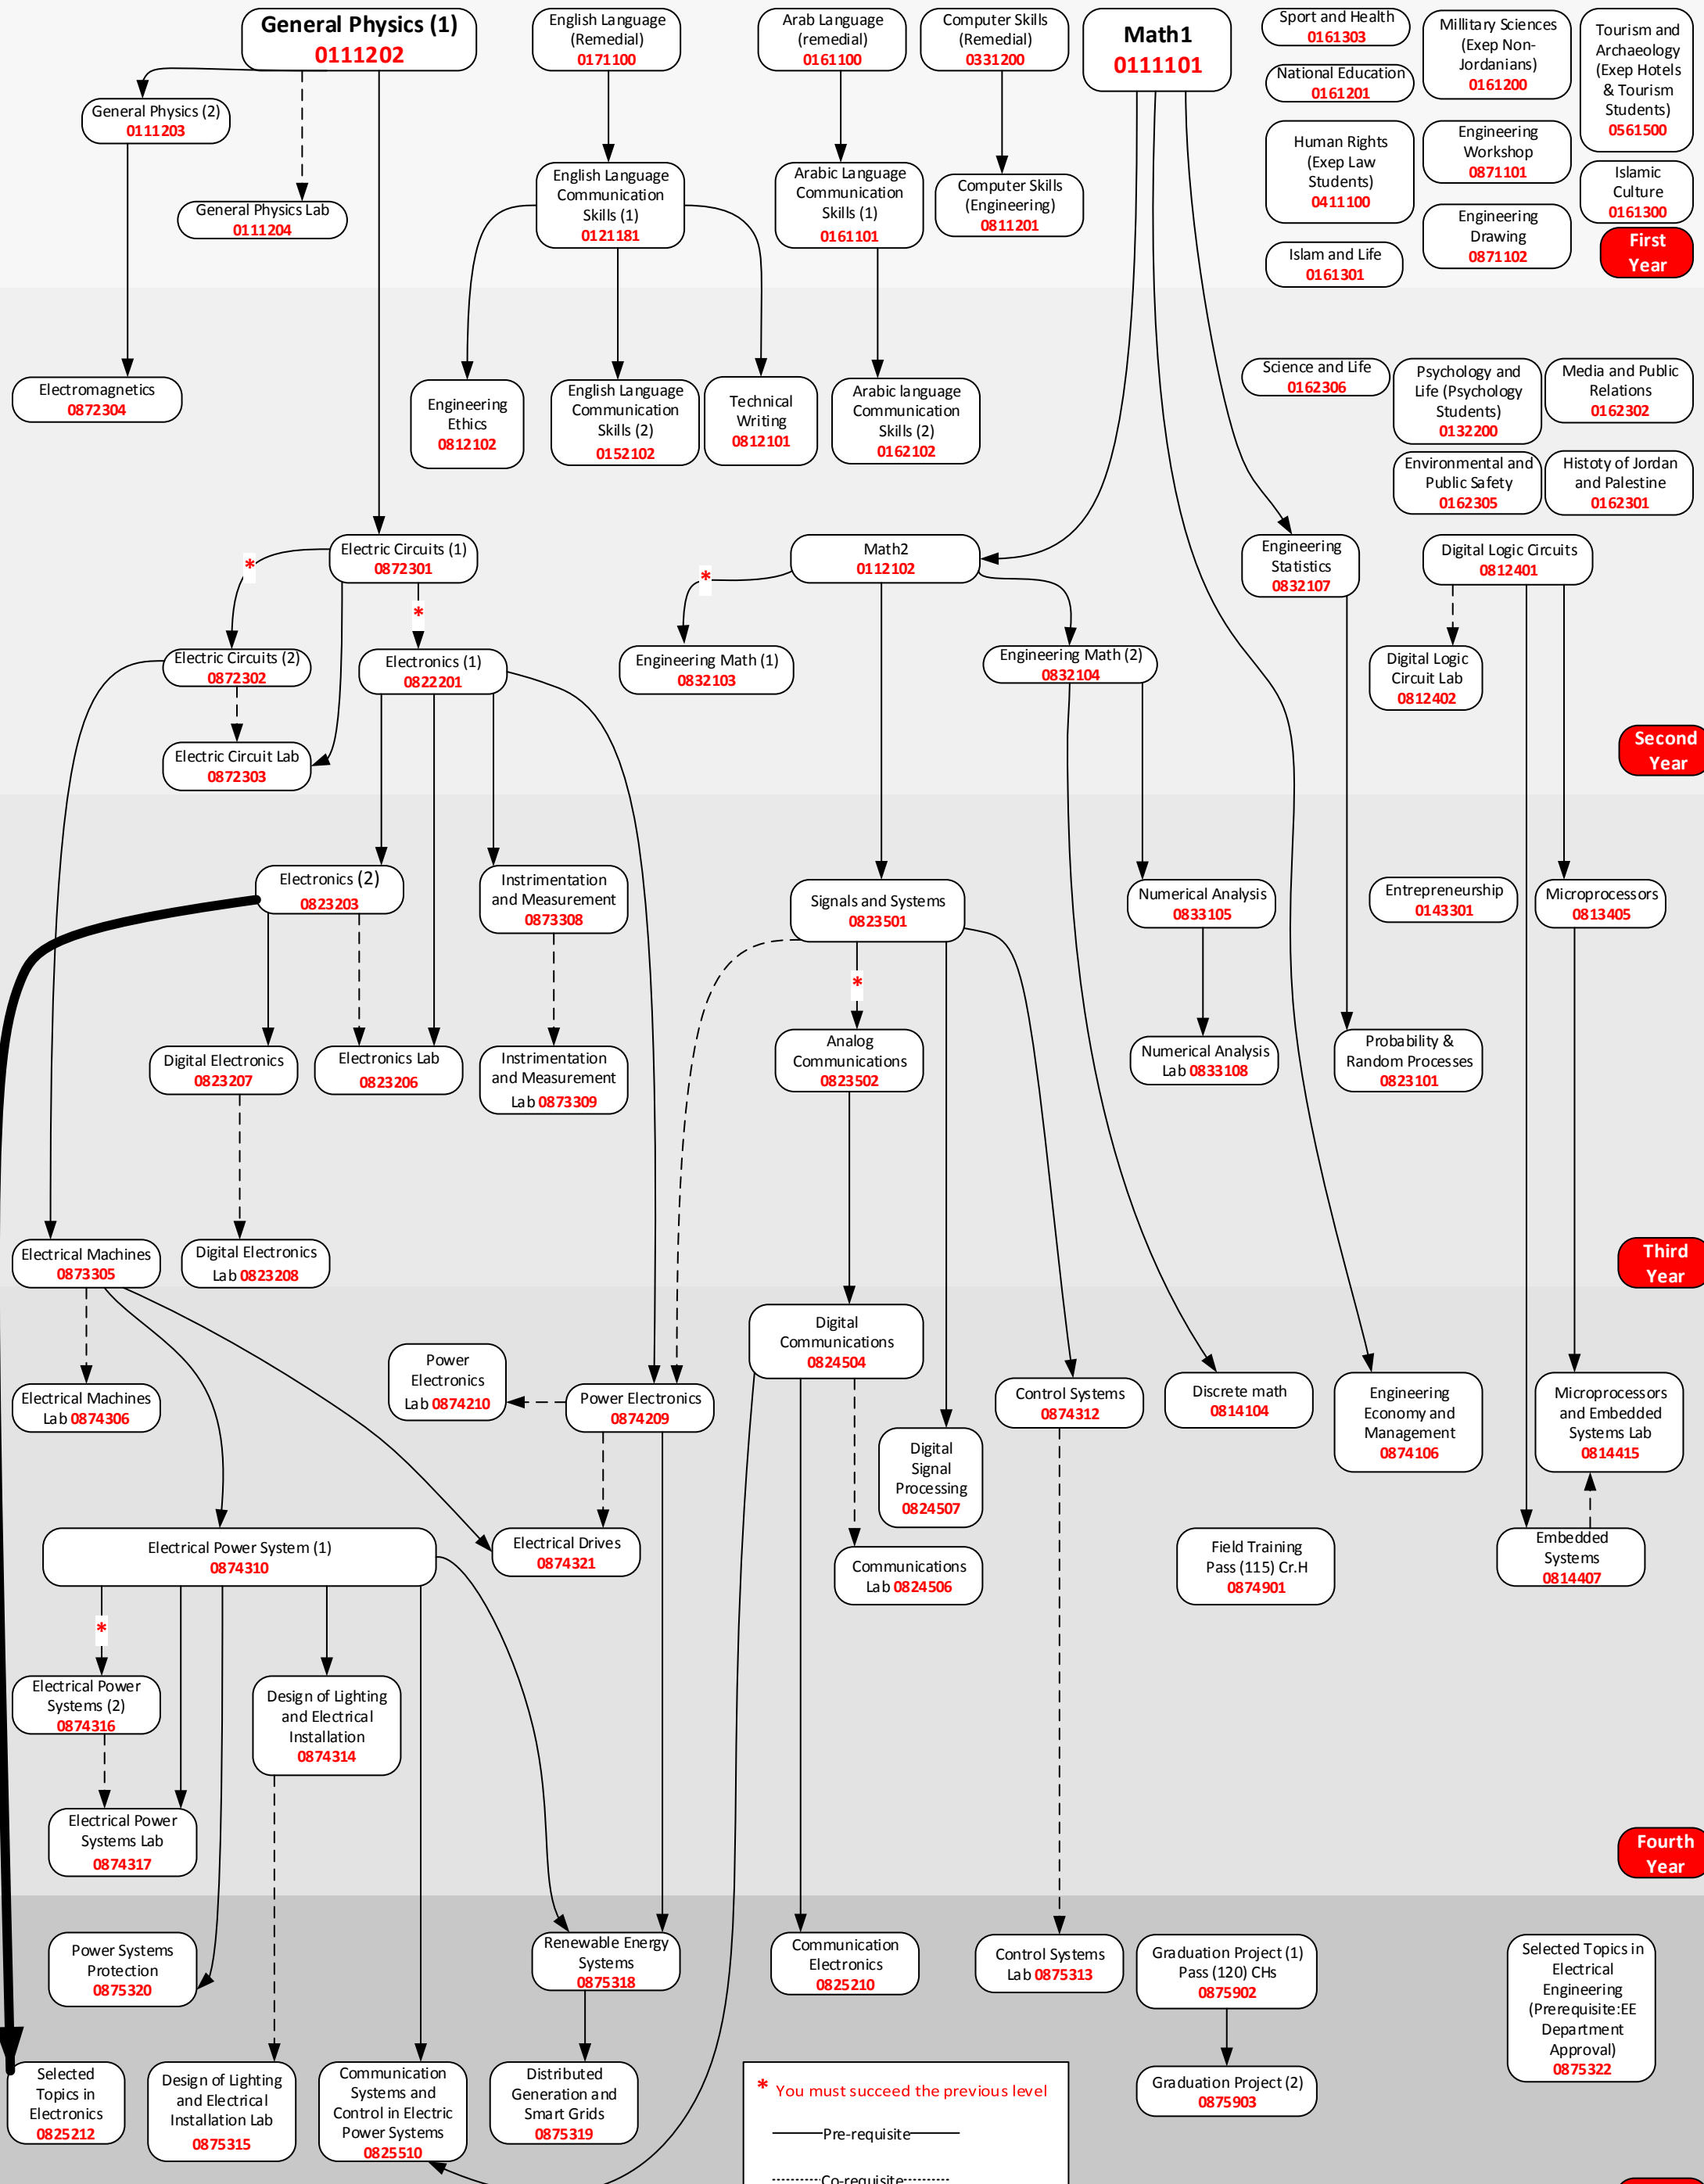 General Physics (1)
0111202
English Language
(Remedial)
0171100
Arab Language
(remedial)
0161100
Computer Skills
(Remedial)
0331200
Math1
0111101
Sport and Health
0161303
Millitary Sciences
(Exep Non-
Jordanians)
0161200
Tourism and
Archaeology
(Exep Hotels
& Tourism
Students)
0561500
National Education
0161201
General Physics (2)
0111203
Human Rights
(Exep Law
Students)
0411100
Engineering
Workshop
0871101
Islamic
Culture
0161300
General Physics Lab
0111204
English Language
Communication
Skills (1)
0121181
Arabic Language
Communication
Skills (1)
0161101
Computer Skills
(Engineering)
0811201
Engineering
Drawing
0871102
First
Year
Islam and Life
0161301
Electromagnetics
0872304
Engineering
Ethics
0812102
English Language
Communication
Skills (2)
0152102
Technical
Writing
0812101
Arabic language
Communication
Skills (2)
0162102
Science and Life
0162306
Psychology and
Life (Psychology
Students)
0132200
Media and Public
Relations
0162302
Environmental and
Public Safety
0162305
Histoty of Jordan
and Palestine
0162301
Electric Circuits (1)
0872301
Math2
0112102
Engineering
Statistics
0832107
Digital Logic Circuits
0812401
*
*
*
Electric Circuits (2)
0872302
Electronics (1)
0822201
Engineering Math (1)
0832103
Engineering Math (2)
0832104
Digital Logic
Circuit Lab
0812402
Electric Circuit Lab
0872303
Second
Year
Electronics (2)
0823203
Instrimentation
and Measurement
0873308
Signals and Systems
0823501
Numerical Analysis
0833105
Entrepreneurship
0143301
Microprocessors
0813405
*
Digital Electronics
0823207
Electronics Lab
0823206
Instrimentation
and Measurement
Lab 0873309
Analog
Communications
0823502
Numerical Analysis
Lab 0833108
Probability &
Random Processes
0823101
Electrical Machines
0873305
Digital Electronics
Lab 0823208
Third
Year
Electrical Machines
Lab 0874306
Power
Electronics
Lab 0874210
Power Electronics
0874209
Digital
Communications
0824504
Control Systems
0874312
Discrete math
0814104
Engineering
Economy and
Management
0874106
Microprocessors
and Embedded
Systems Lab
0814415
Digital
Signal
Processing
0824507
Electrical Power System (1)
0874310
Electrical Drives
0874321
Communications
Lab 0824506
Field Training
Pass (115) Cr.H
0874901
Embedded
Systems
0814407
*
Electrical Power
Systems (2)
0874316
Design of Lighting
and Electrical
Installation
0874314
Electrical Power
Systems Lab
0874317
Fourth
Year
Power Systems
Protection
0875320
Renewable Energy
Systems
0875318
Communication
Electronics
0825210
Control Systems
Lab 0875313
Graduation Project (1)
Pass (120) CHs
0875902
Selected Topics in
Electrical
Engineering
(Prerequisite:EE
Department
Approval)
0875322
Selected
Topics in
Electronics
0825212
Design of Lighting
and Electrical
Installation Lab
0875315
Communication
Systems and
Control in Electric
Power Systems
0825510
Distributed
Generation and
Smart Grids
0875319
Graduation Project (2)
0875903
* You must succeed the previous level
Pre-requisite
Co-requisite